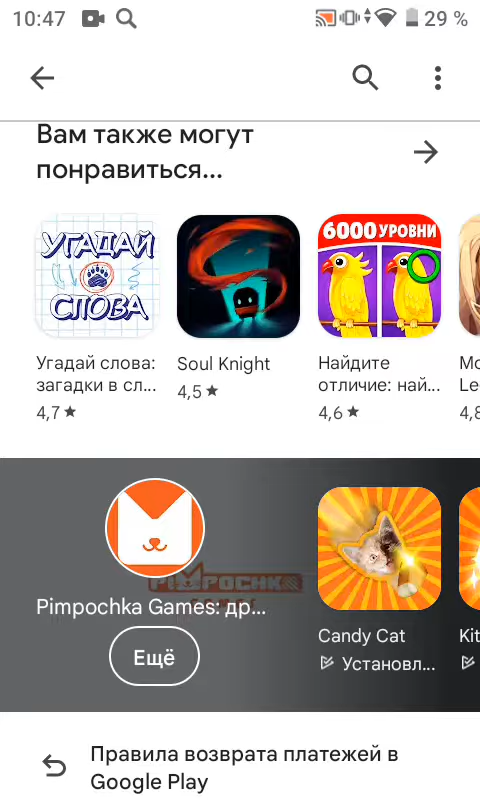 10:47
29 %
Вам также могут
понравиться...
УГАДАЙ
СЛОВА
6000 УРОВНИ
Угадай слова:
загадки в сл...
4,7★
Soul Knight
4,5★
Найдите
отличие: най...
4,6★
Mo
Le
4,8
PIMPOCHKA
Pimpochka Games: др...
Ещё
Candy Cat
Установл...
Kit
Правила возврата платежей в
Google Play